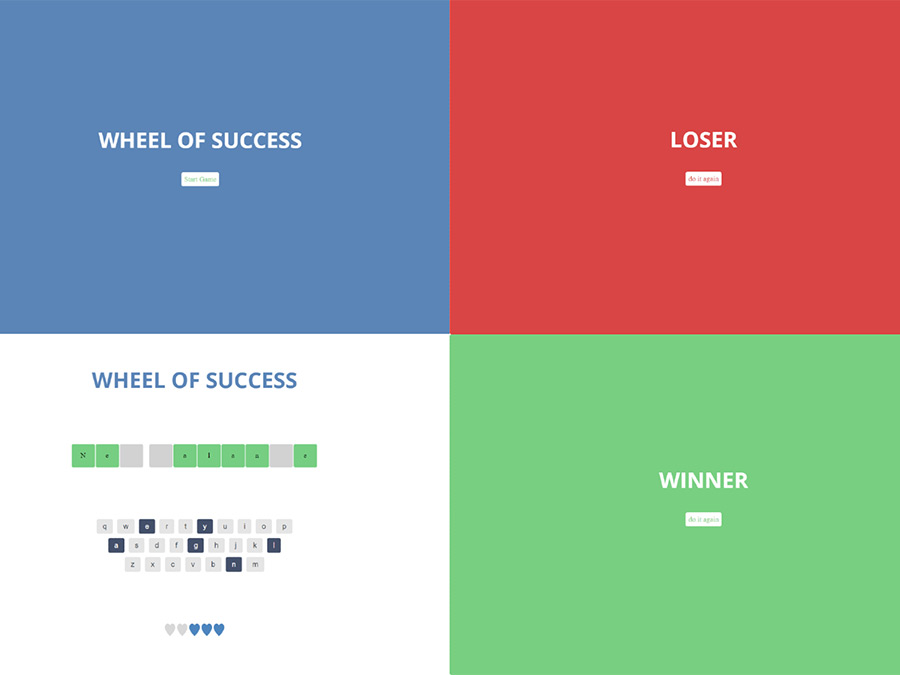 WHEEL OF SUCCESS
Start Game
LOSER
do it again
WHEEL OF SUCCESS
N e a l a n e
q w e r t y u i o p
a s d f g h j k l
z x c v b n m
WINNER
do it again